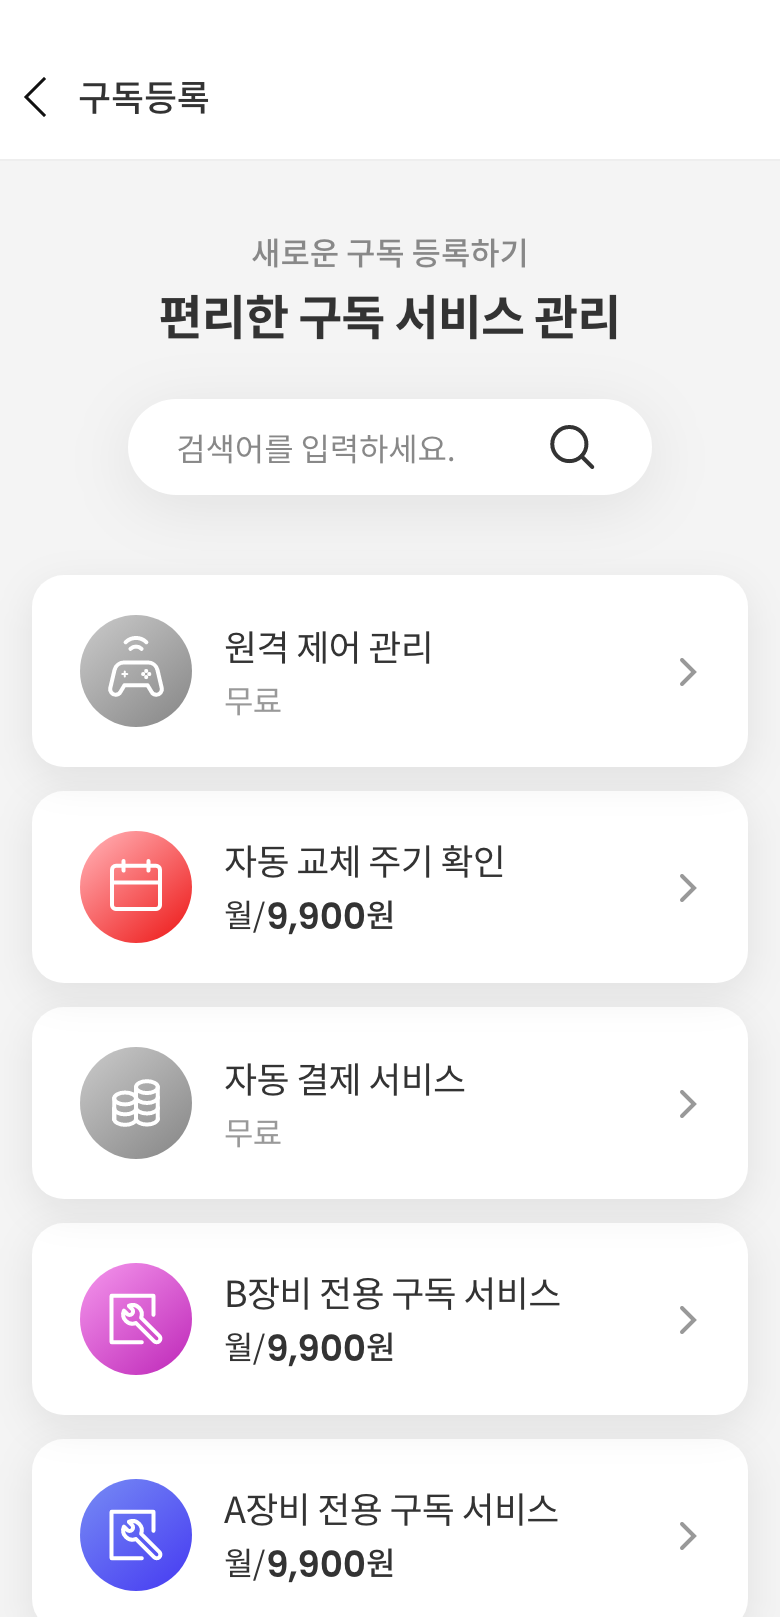 구독등록
새로운 구독 등록하기
편리한 구독 서비스 관리
검색어를 입력하세요.
원격 제어 관리
무료
자동 교체 주기 확인
월/9,900원
자동 결제 서비스
무료
B장비 전용 구독 서비스
월/9,900원
A장비 전용 구독 서비스
월/9,900원